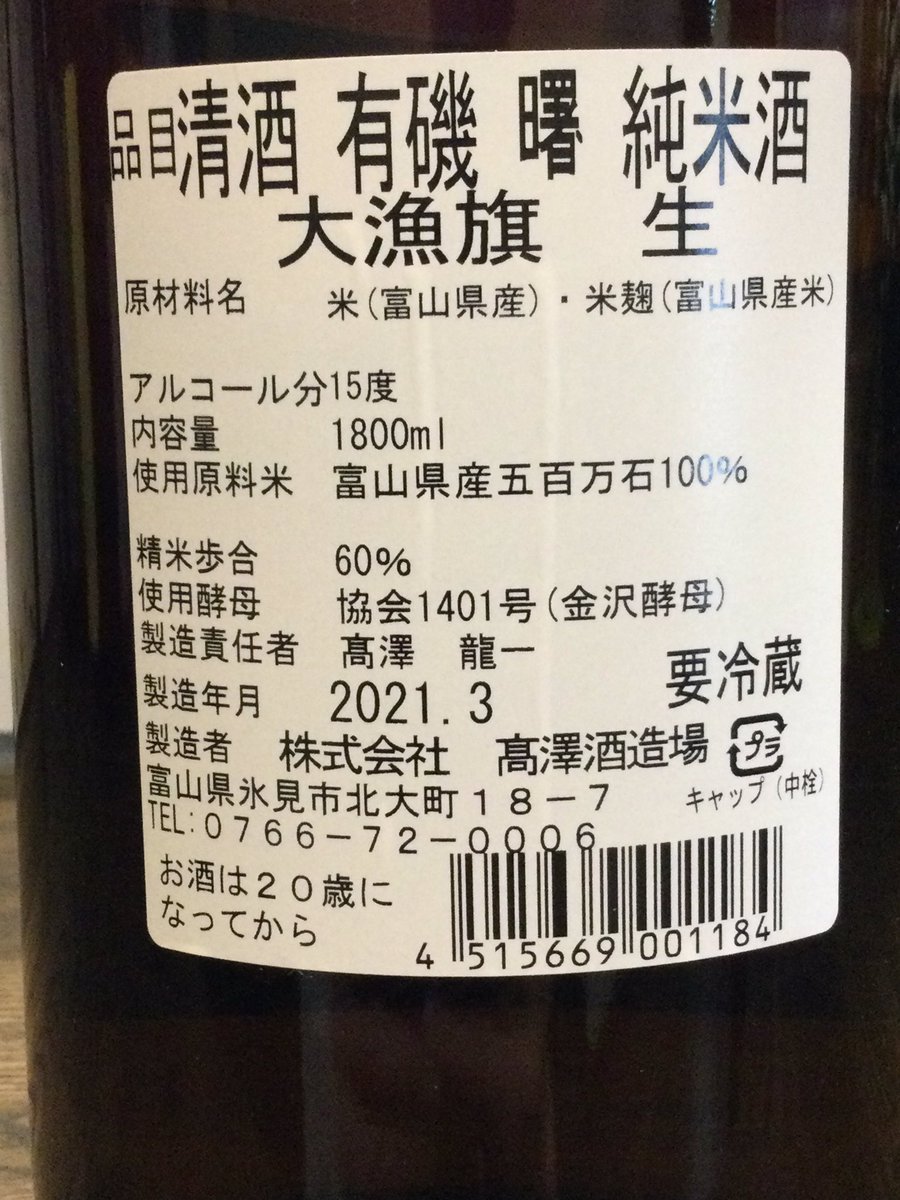 品目清酒 有磯 曙 純米酒
大漁旗 生
原材料名 米(富山県産)・米麹(富山県産米)
アルコール分15度
内容量 1800ml
使用原料米 富山県産五百万石100%
精米歩合 60%
使用酵母 協会1401号(金沢酵母)
製造責任者 髙澤 龍一
要冷蔵
製造年月 2021.3
製造者 株式会社 髙澤酒造場
プラ
キャップ(中栓)
富山県氷見市北大町18-7
TEL:0766-72-0006
お酒は20歳に
なってから
4 515669 001184